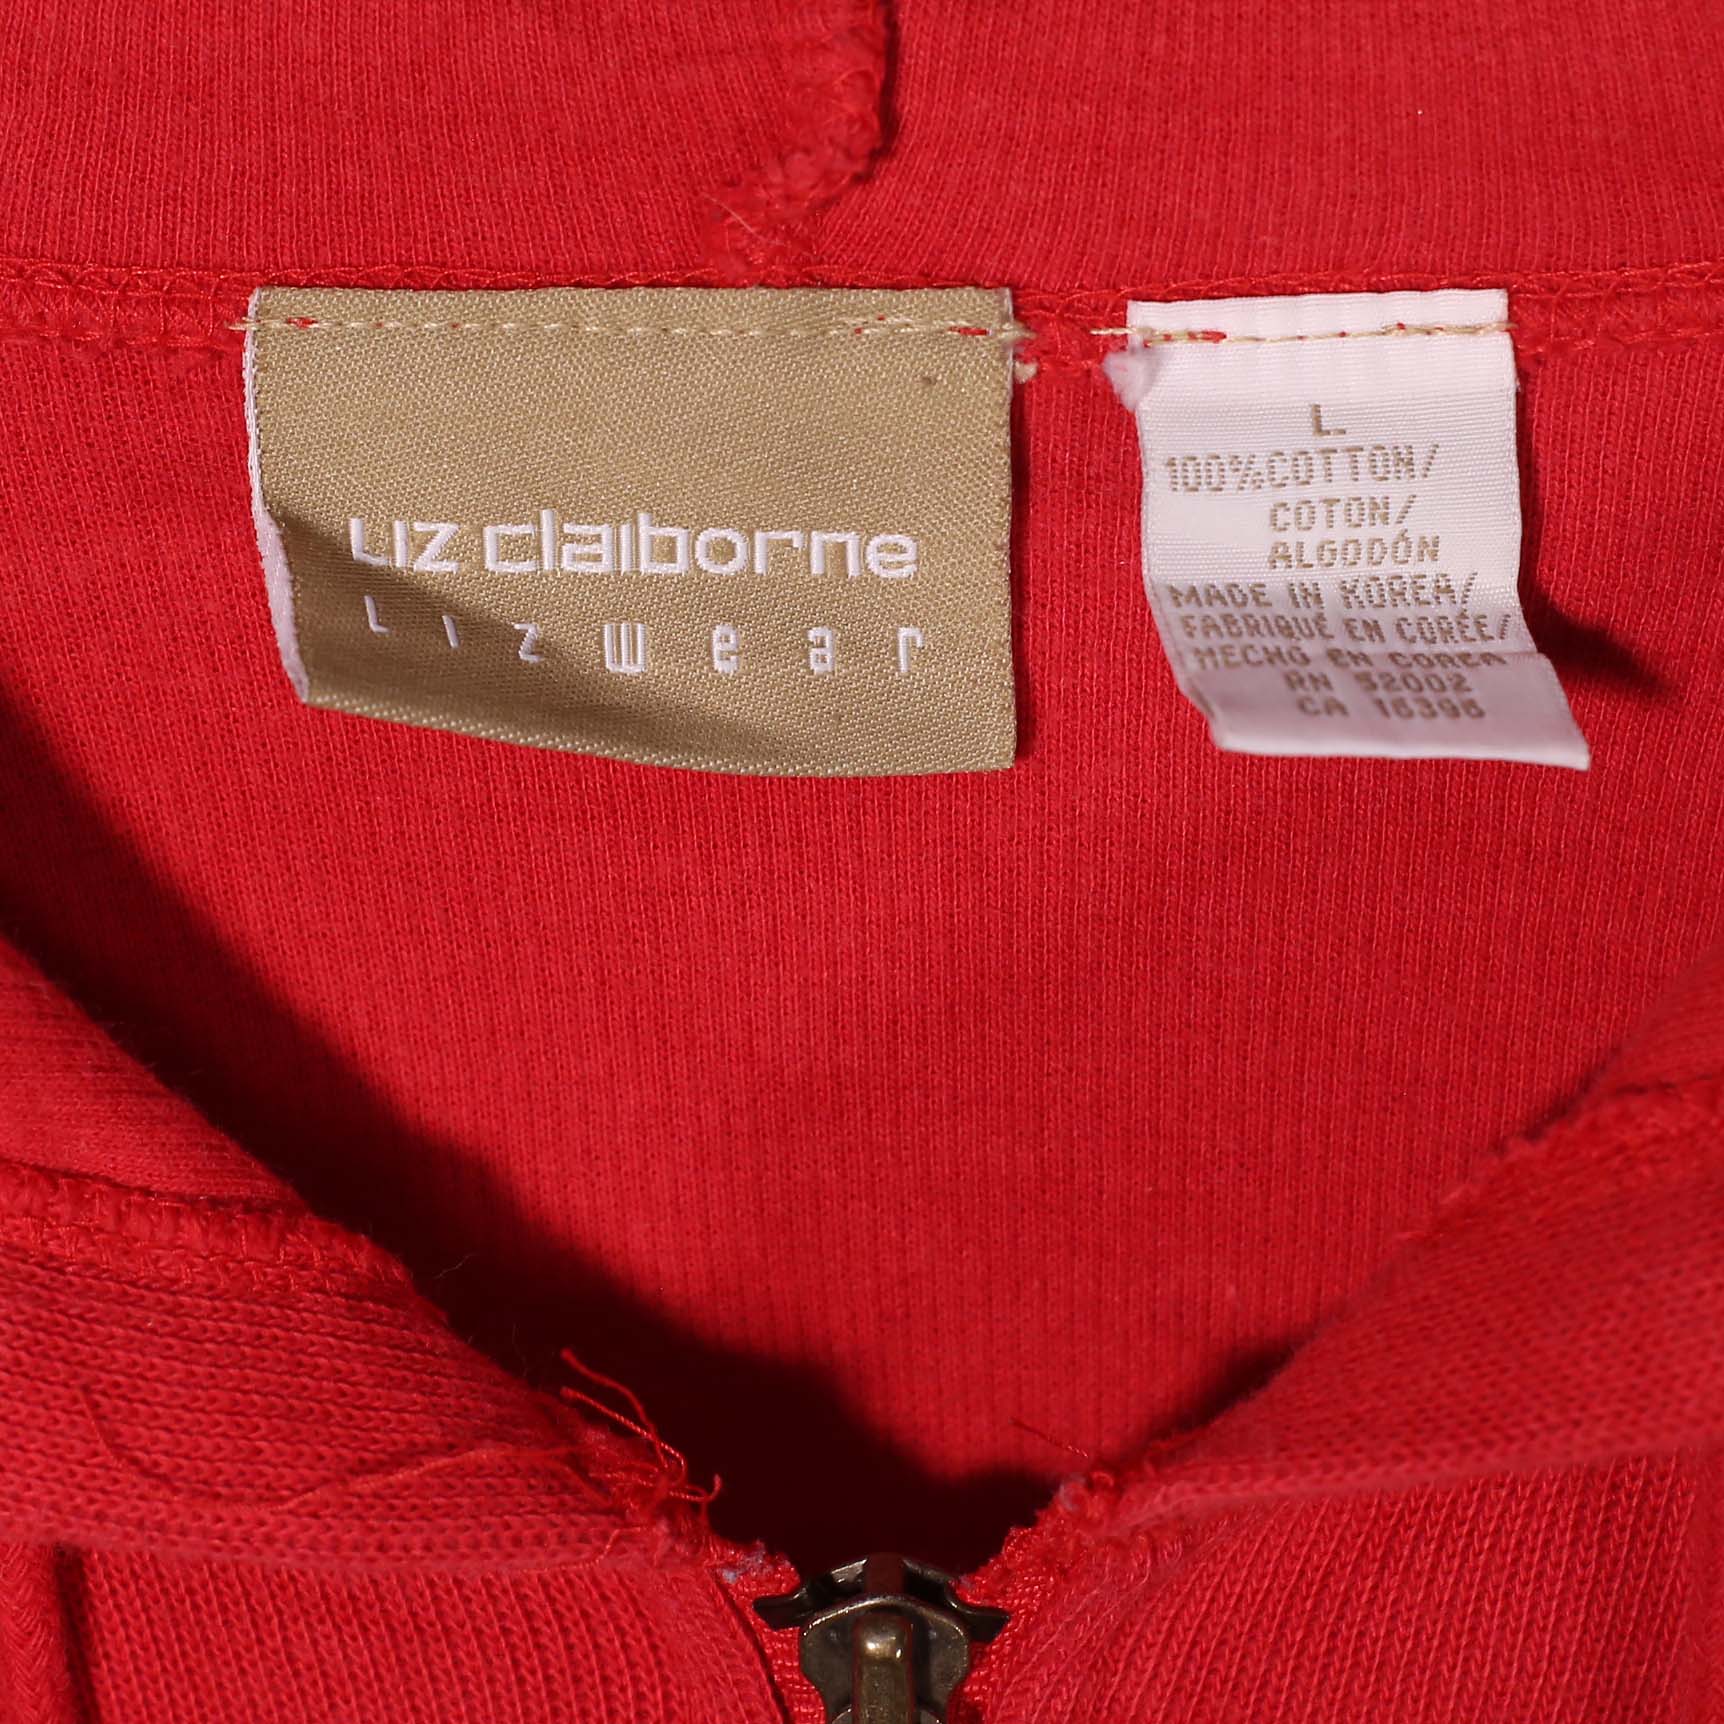 liz claiborne
LIZwear
L
100%COTTON/
COTON/
ALGODÓN
MADE IN KOREA/
FABRIQUÉ EN CORÉE/
HECHO EN COREA
RN 52002
CA 16396